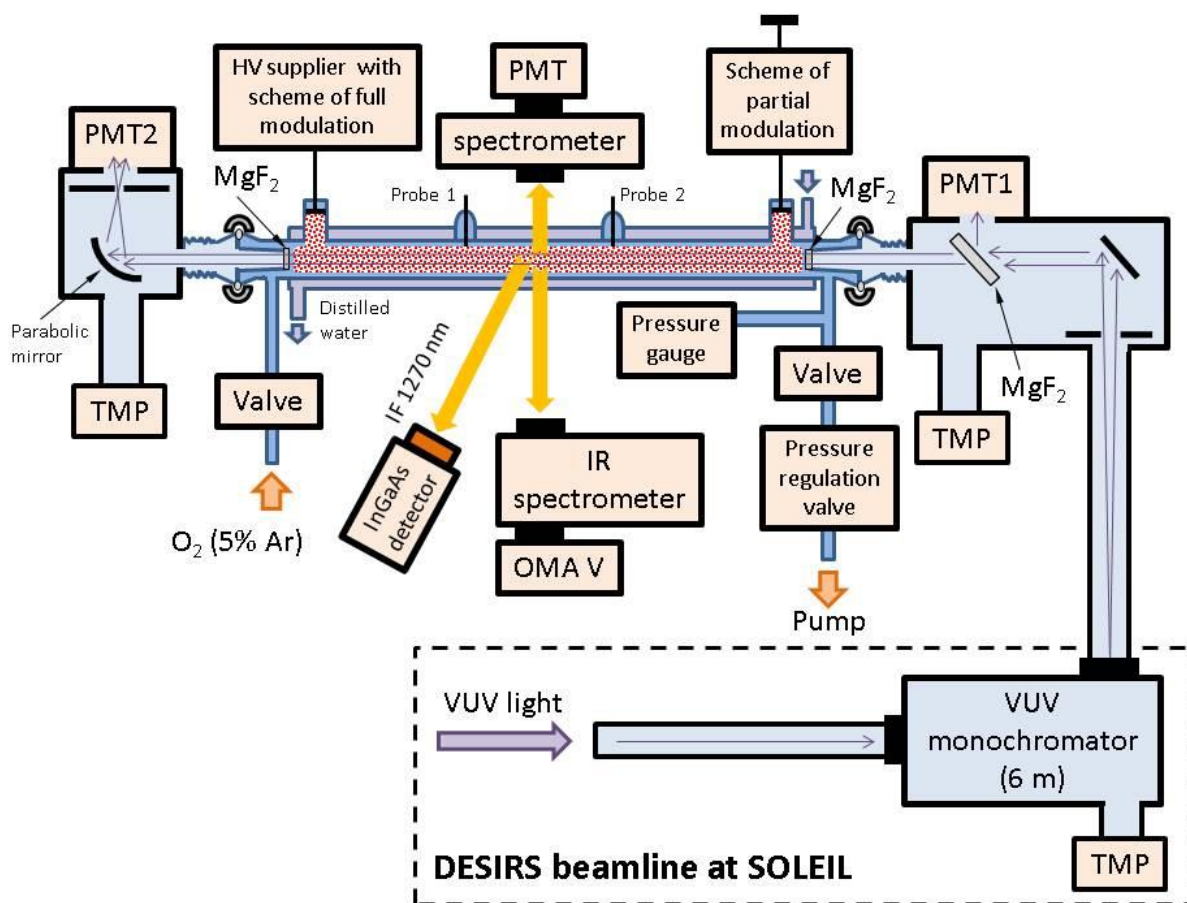 HV supplier with
scheme of full
modulation
PMT
spectrometer
Scheme of
partial
modulation
PMT2
MgF₂
Probe 1
Probe 2
MgF₂
PMT1
Parabolic
mirror
Distilled
water
Pressure
gauge
MgF₂
TMP
Valve
IF 1270 nm
Valve
TMP
InGaAs
detector
IR
spectrometer
Pressure
regulation
valve
O₂ (5% Ar)
OMA V
Pump
VUV light
VUV
monochromator
(6 m)
DESIRS beamline at SOLEIL
TMP